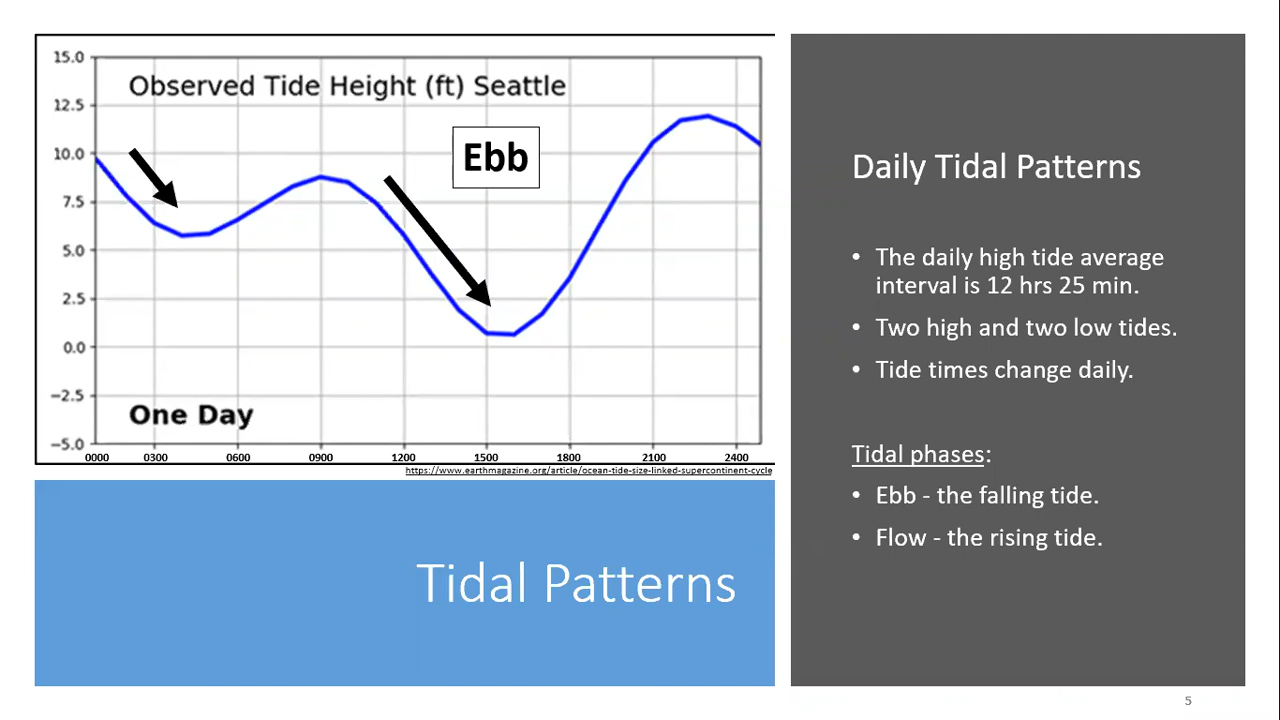 15.0
Observed Tide Height (ft) Seattle
12.5
10.0
Ebb
7.5
5.0
2.5
0.0
−2.5
One Day
−5.0
0000 0300 0600 0900 1200 1500 1800 2100 2400
https://www.earthmagazine.org/article/ocean-tide-size-linked-supercontinent-cycle
Tidal Patterns
Daily Tidal Patterns
• The daily high tide average
interval is 12 hrs 25 min.
• Two high and two low tides.
• Tide times change daily.
Tidal phases:
• Ebb - the falling tide.
• Flow - the rising tide.
5